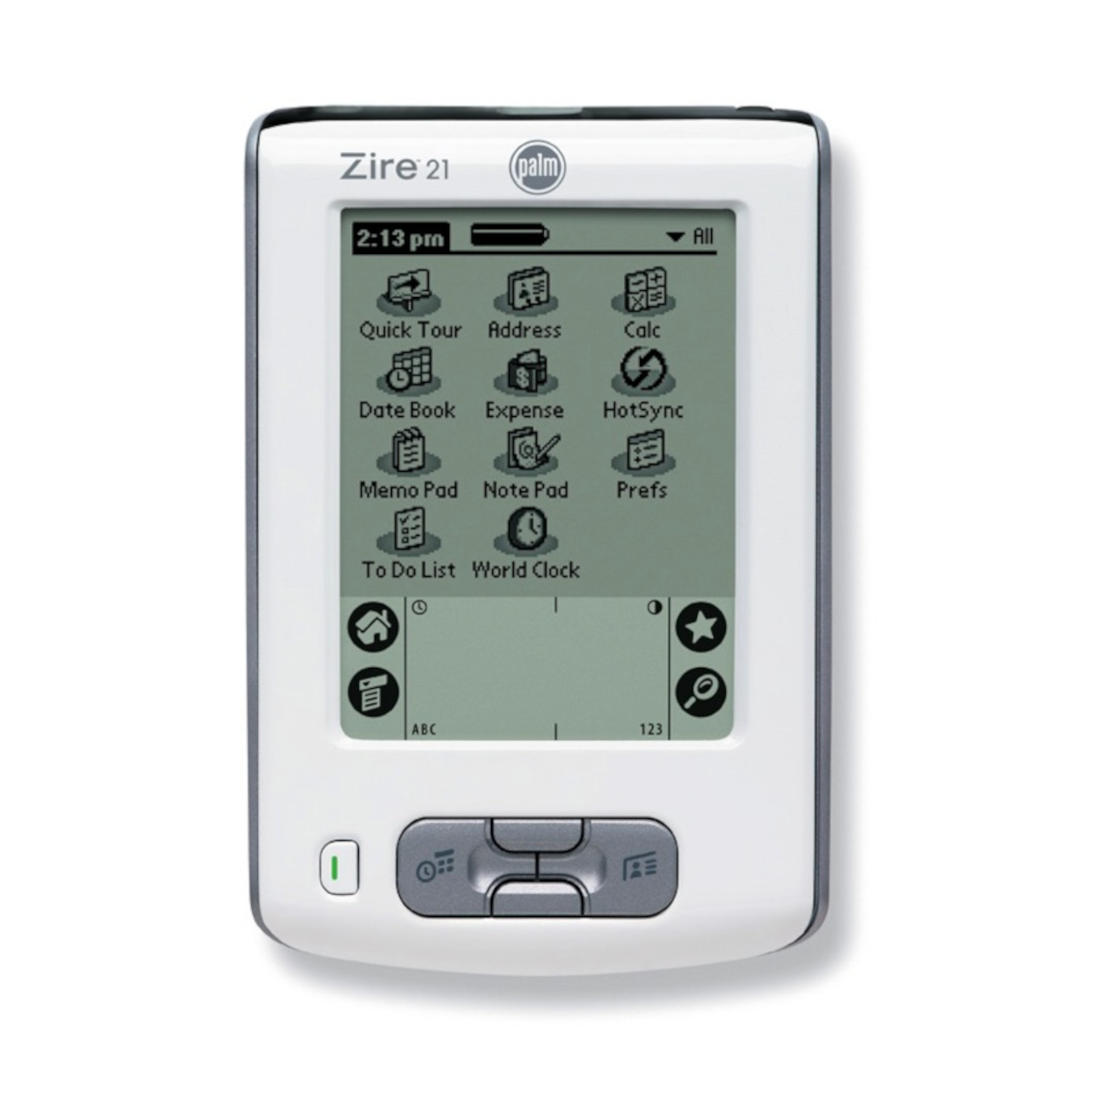 Zire™ 21 palm
2:13 pm All
Quick Tour Address Calc
Date Book Expense HotSync
Memo Pad Note Pad Prefs
To Do List World Clock
ABC 123